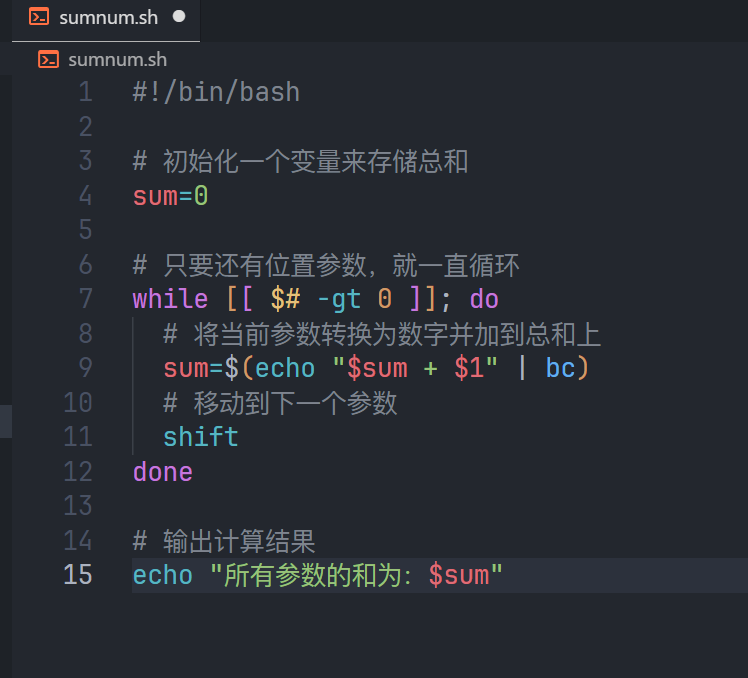 sumnum.sh
sumnum.sh
1 #!/bin/bash
2
3 # 初始化一个变量来存储总和
4 sum=0
5
6 # 只要还有位置参数，就一直循环
7 while [[ $# -gt 0 ]]; do
8 # 将当前参数转换为数字并加到总和上
9 sum=$(echo "$sum + $1" | bc)
10 # 移动到下一个参数
11 shift
12 done
13
14 # 输出计算结果
15 echo "所有参数的和为：$sum"